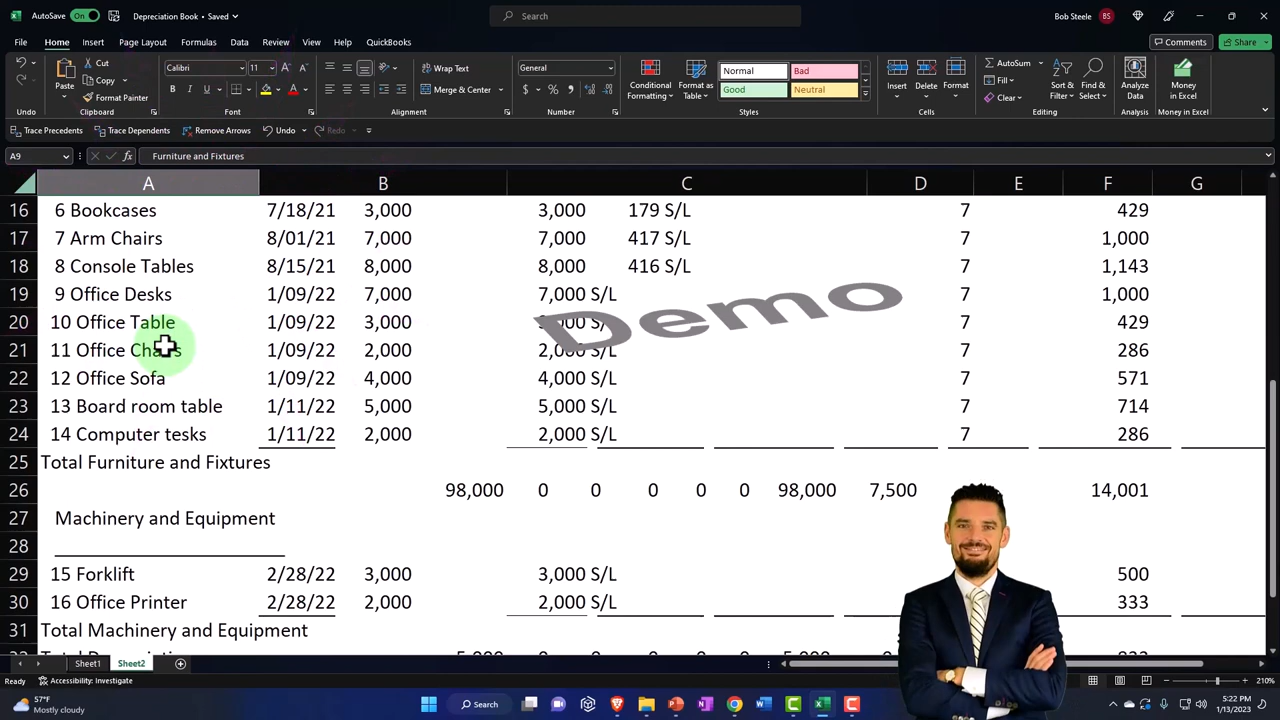 AutoSave On Depreciation Book • Saved Search Bob Steele BS
File Home Insert Page Layout Formulas Data Review View Help QuickBooks Comments Share
Paste Cut Copy Format Painter Calibri 11 Wrap Text Merge & Center General Conditional Formatting Format as Table Normal Bad Good Neutral Insert Delete Format AutoSum Fill Clear Sort & Filter Find & Select Analyze Data Money in Excel
Undo Clipboard Font Alignment Number Styles Cells Editing Analysis Money in Excel
Trace Precedents Trace Dependents Remove Arrows Undo Redo
A9 fx Furniture and Fixtures
A B C D E F G
16 6 Bookcases 7/18/21 3,000 3,000 179 S/L 7 429
17 7 Arm Chairs 8/01/21 7,000 7,000 417 S/L 7 1,000
18 8 Console Tables 8/15/21 8,000 8,000 416 S/L 7 1,143
19 9 Office Desks 1/09/22 7,000 7,000 S/L 7 1,000
Demo
20 10 Office Table 1/09/22 3,000 S/L 7 429
21 11 Office Chairs 1/09/22 2,000 2,000 S/L 7 286
22 12 Office Sofa 1/09/22 4,000 4,000 S/L 7 571
23 13 Board room table 1/11/22 5,000 5,000 S/L 7 714
24 14 Computer tesks 1/11/22 2,000 2,000 S/L 7 286
25 Total Furniture and Fixtures
26 98,000 0 0 0 0 0 98,000 7,500 14,001
27 Machinery and Equipment
28
29 15 Forklift 2/28/22 3,000 3,000 S/L 500
30 16 Office Printer 2/28/22 2,000 2,000 S/L 333
31 Total Machinery and Equipment
Sheet1 Sheet2
Ready Accessibility: Investigate 210%
57°F Mostly cloudy Search 5:22 PM 1/13/2023